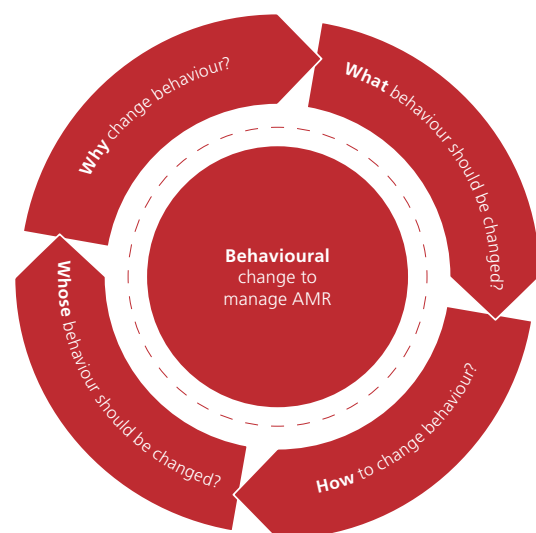 Why change behaviour?
What behaviour should be changed?
How to change behaviour?
Whose behaviour should be changed?
Behavioural
change to
manage AMR